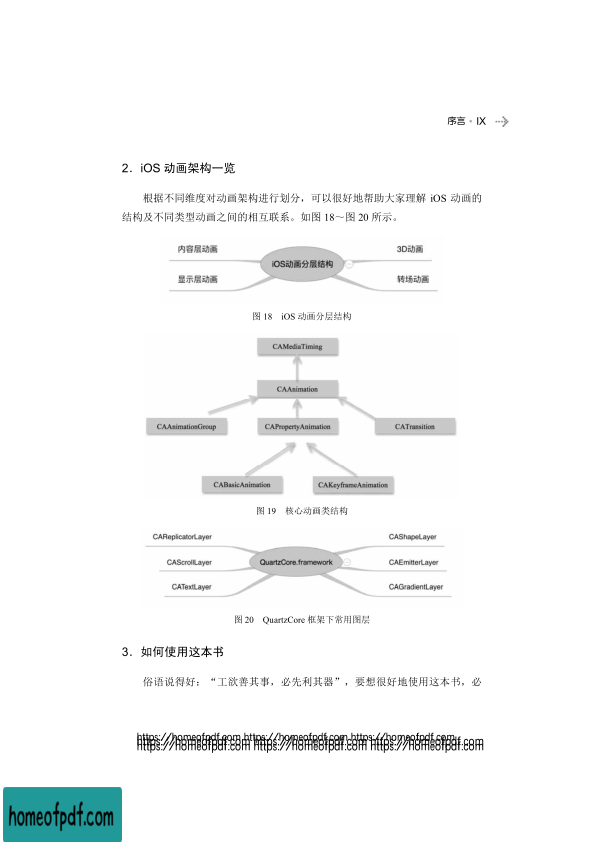 序言 · IX
2．iOS 动画架构一览
根据不同维度对动画架构进行划分，可以很好地帮助大家理解 iOS 动画的
结构及不同类型动画之间的相互联系。如图 18～图 20 所示。
内容层动画
3D动画
iOS动画分层结构
显示层动画
转场动画
图 18 iOS 动画分层结构
CAMediaTiming
CAAnimation
CAAnimationGroup
CAPropertyAnimation
CATransition
CABasicAnimation
CAKeyframeAnimation
图 19 核心动画类结构
CAReplicatorLayer
CAShapeLayer
CAScrollLayer
QuartzCore.framework
CAEmitterLayer
CATextLayer
CAGradientLayer
图 20 QuartzCore 框架下常用图层
3．如何使用这本书
俗语说得好：“工欲善其事，必先利其器”，要想很好地使用这本书，必
https://homeofpdf.com https://homeofpdf.com https://homeofpdf.com
https://homeofpdf.com https://homeofpdf.com https://homeofpdf.com
homeofpdf.com